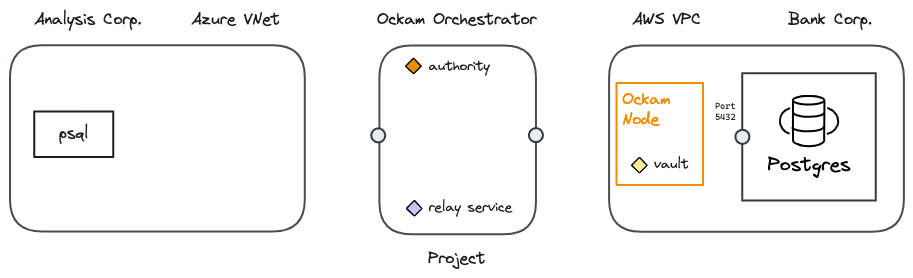 Analysis Corp.
Azure VNet
Ockam Orchestrator
AWS VPC
Bank Corp.
authority
psql
relay service
Project
Ockam
Node
vault
Port
5432
Postgres